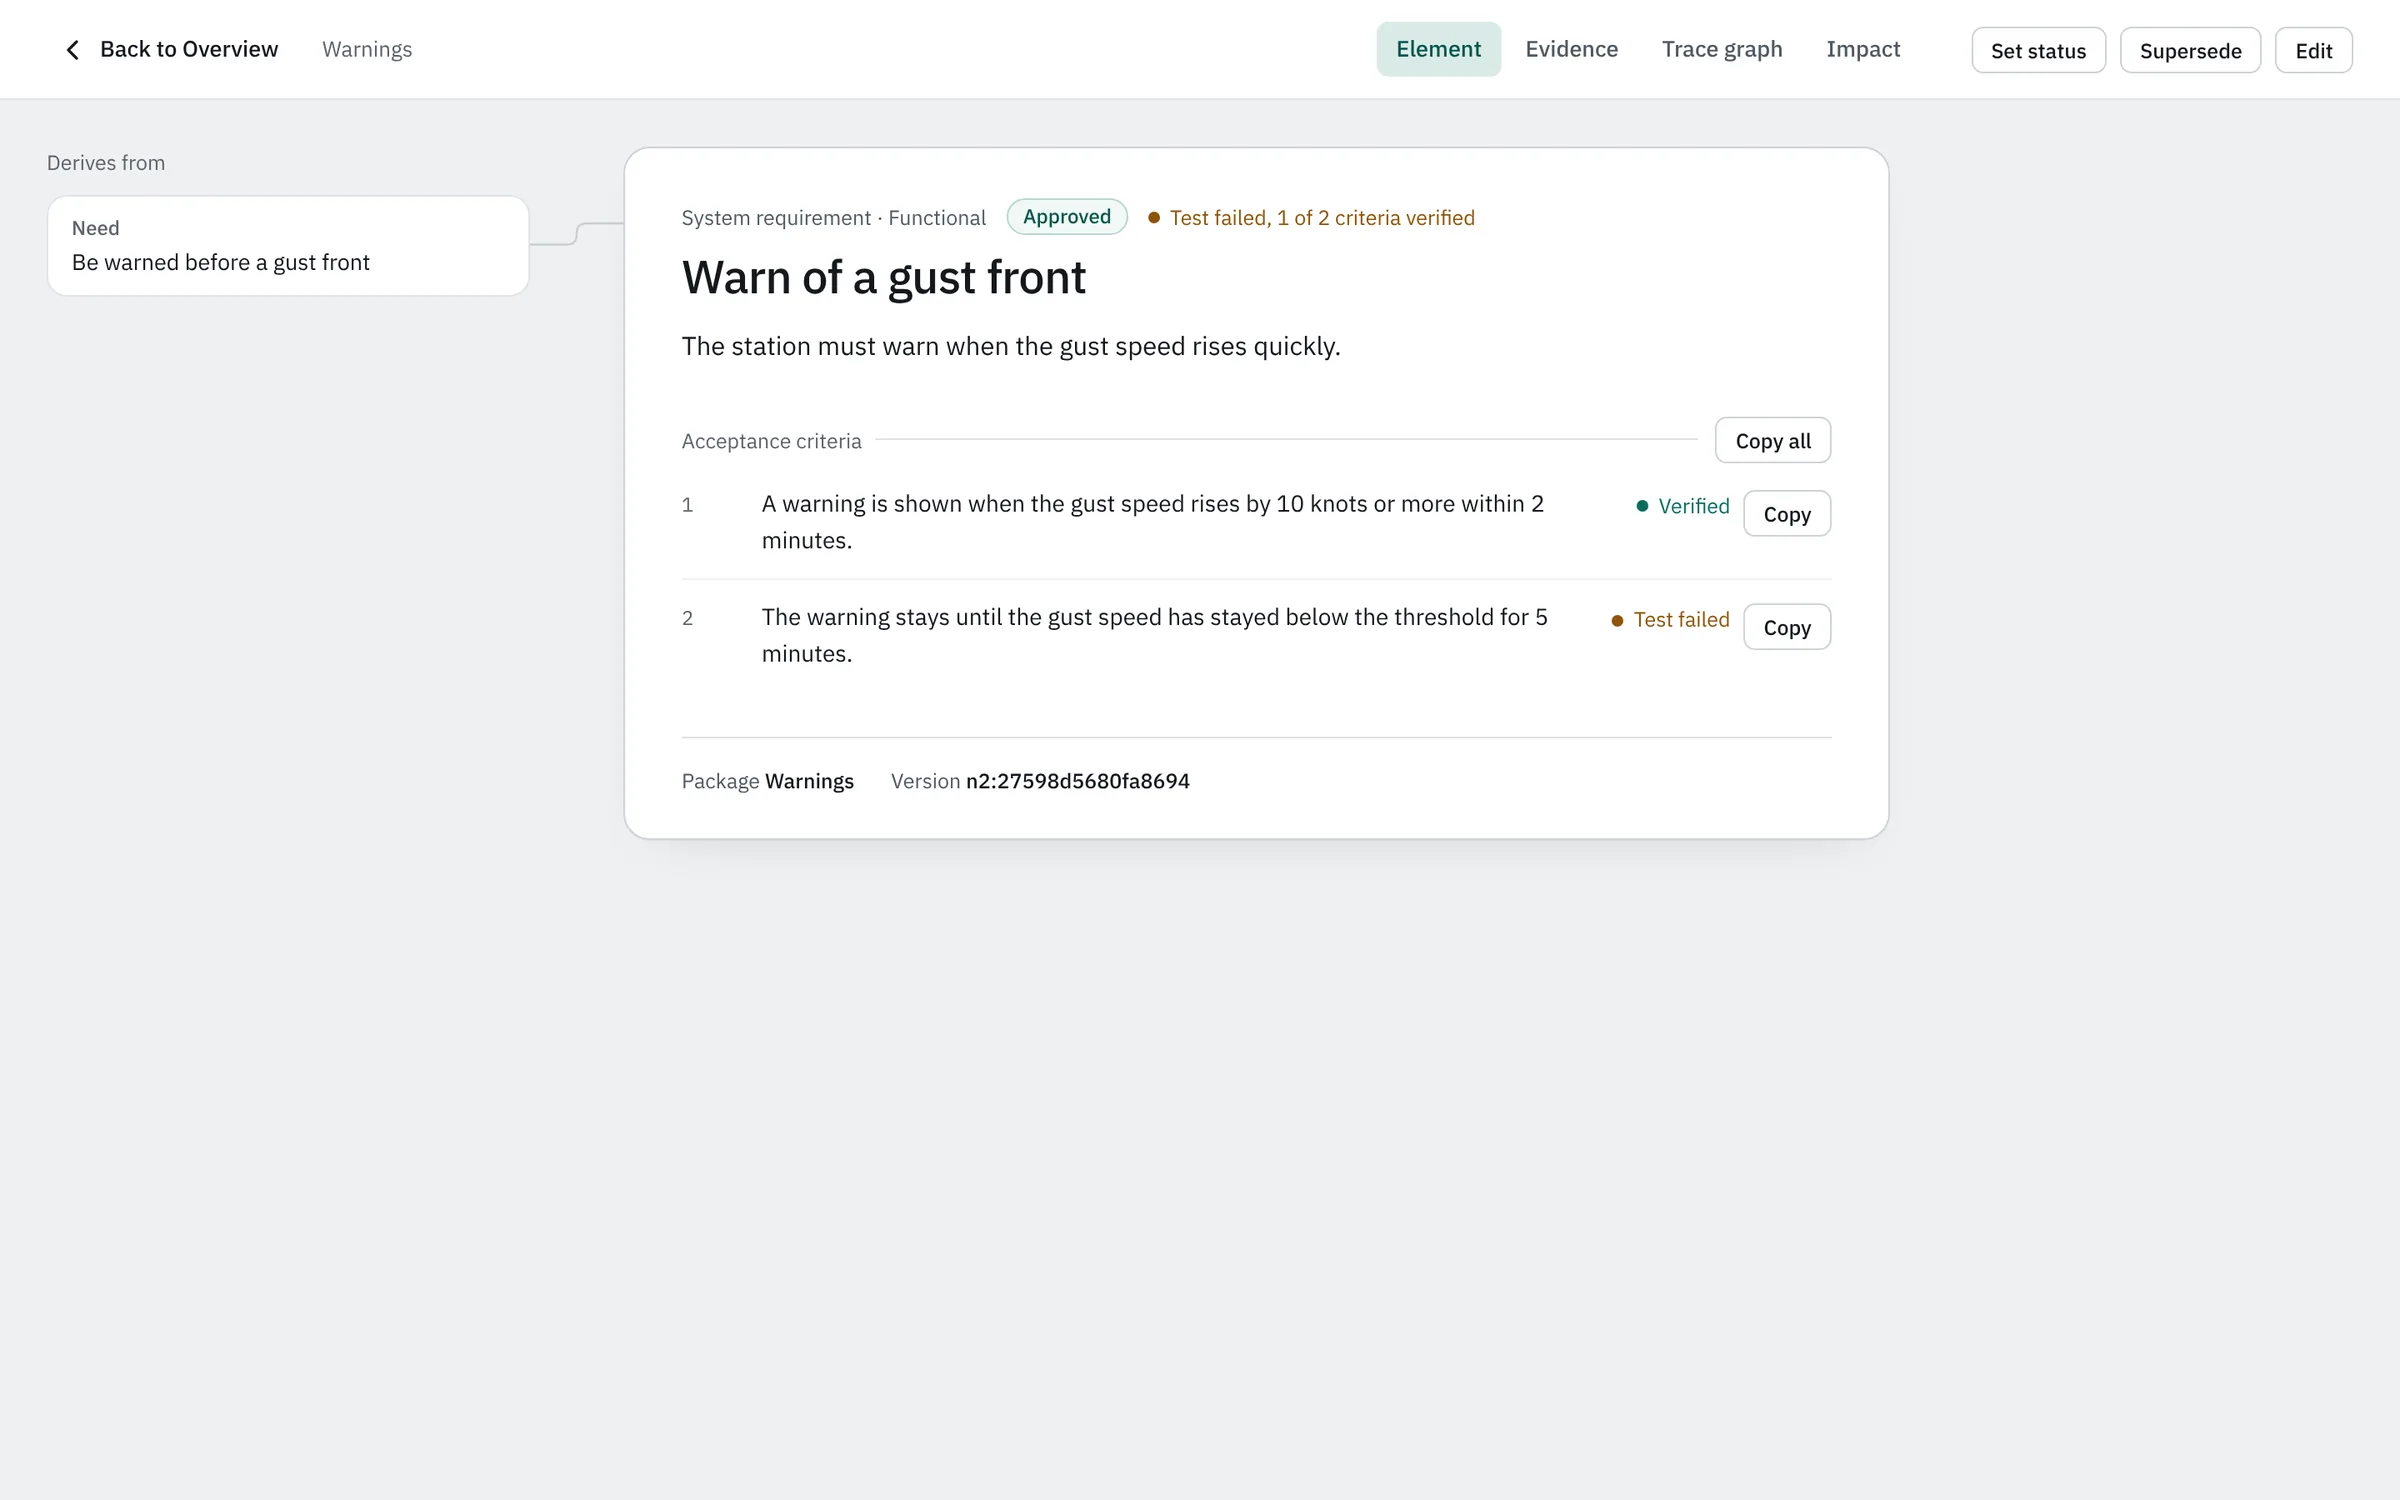 Back to Overview
Warnings
Element
Evidence
Trace graph
Impact
Set status
Supersede
Edit
Derives from
Need
Be warned before a gust front
System requirement · Functional
Approved
Test failed, 1 of 2 criteria verified
Warn of a gust front
The station must warn when the gust speed rises quickly.
Acceptance criteria
Copy all
1
A warning is shown when the gust speed rises by 10 knots or more within 2
minutes.
Verified
Copy
2
The warning stays until the gust speed has stayed below the threshold for 5
minutes.
Test failed
Copy
Package Warnings
Version n2:27598d5680fa8694